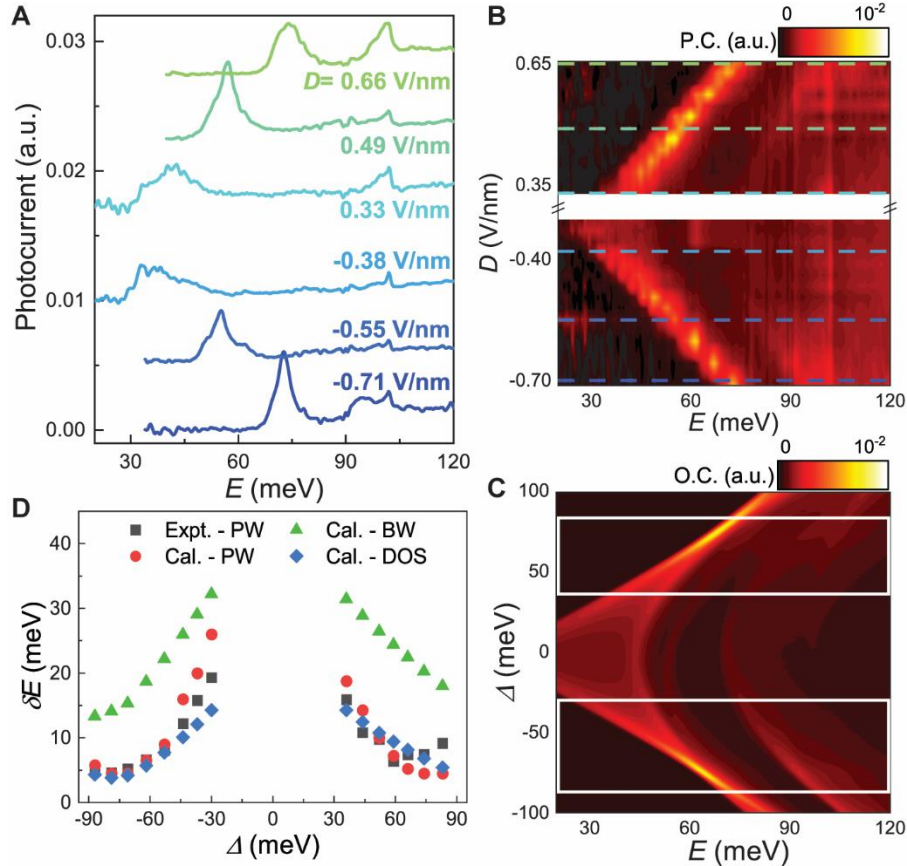 A
0.03
0.02
0.01
0.00
Photocurrent (a.u.)
D= 0.66 V/nm
0.49 V/nm
0.33 V/nm
-0.38 V/nm
-0.55 V/nm
-0.71 V/nm
30 60 90 120
E (meV)
B
0 10-2
P.C. (a.u.)
0.65
0.35
-0.40
-0.70
D (V/nm)
30 60 90 120
E (meV)
0 10-2
O.C. (a.u.)
C
100
50
0
-50
-100
Δ (meV)
30 60 90 120
E (meV)
D
Expt. - PW Cal. - BW
Cal. - PW Cal. - DOS
40
30
20
10
0
δE (meV)
-90 -60 -30 0 30 60 90
Δ (meV)